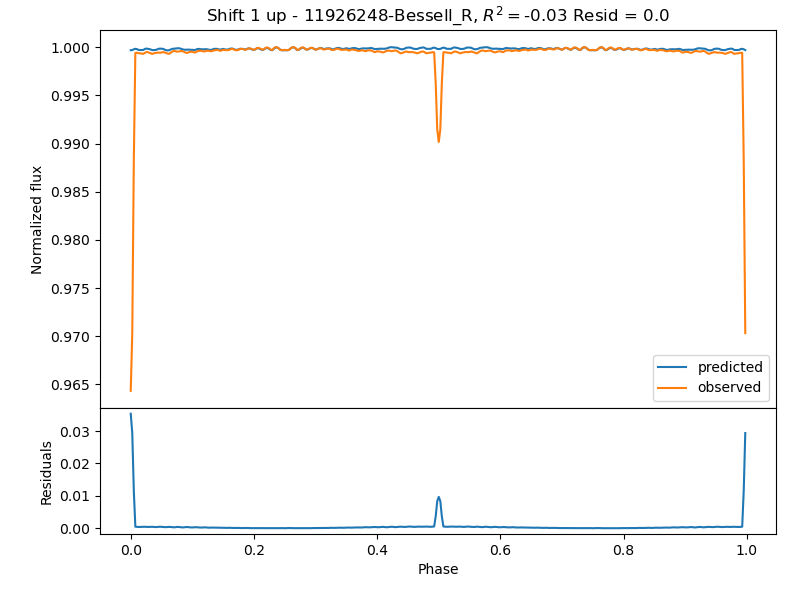 Shift 1 up - 11926248-Bessell_R, $R^2=$-0.03 Resid = 0.0
1.000
0.995
0.990
0.985
0.980
0.975
0.970
0.965
Normalized flux
predicted
observed
0.03
0.02
0.01
0.00
Residuals
0.0 0.2 0.4 0.6 0.8 1.0
Phase